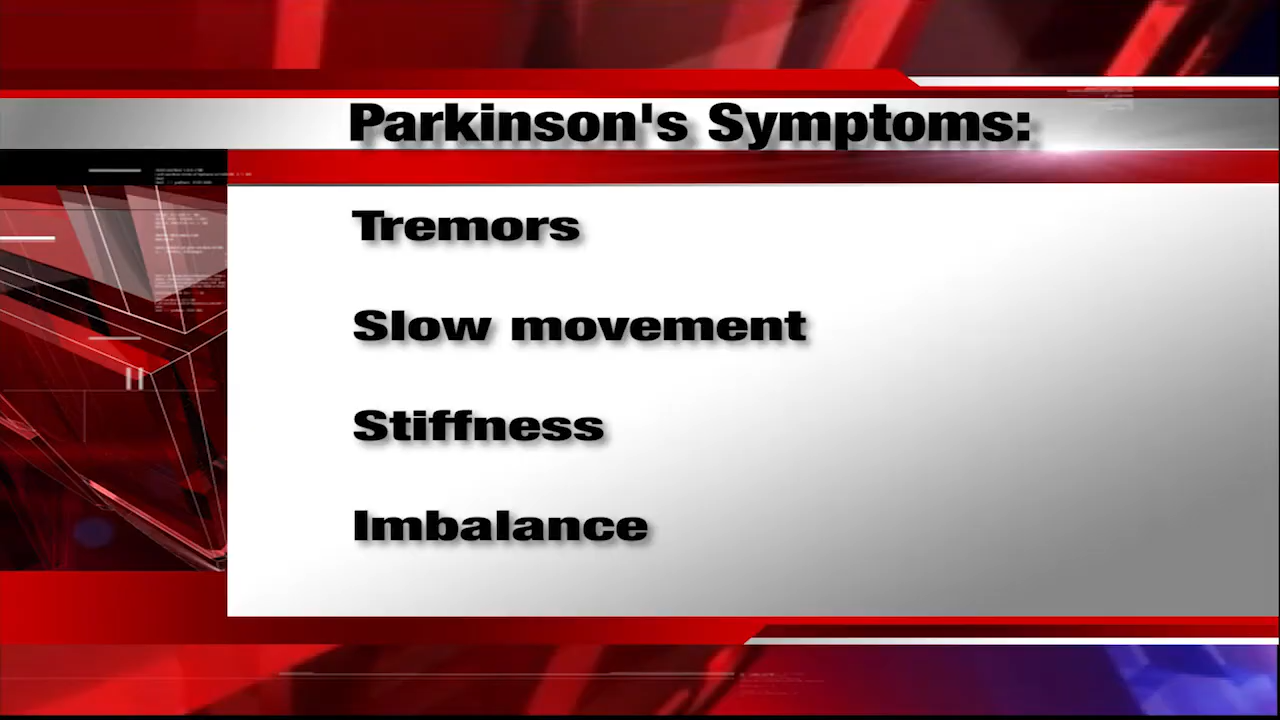 Parkinson's Symptoms:
Tremors
Slow movement
Stiffness
Imbalance